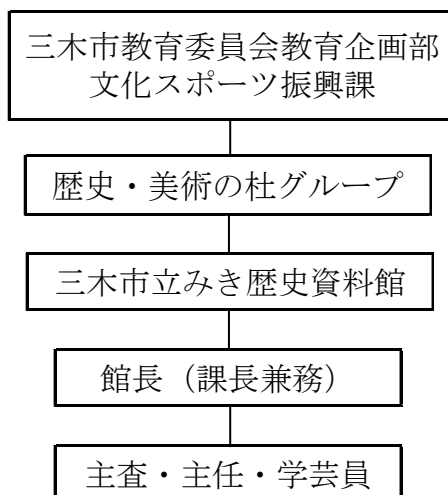 三木市教育委員会教育企画部
文化スポーツ振興課
歴史・美術の杜グループ
三木市立みき歴史資料館
館長（課長兼務）
主査・主任・学芸員